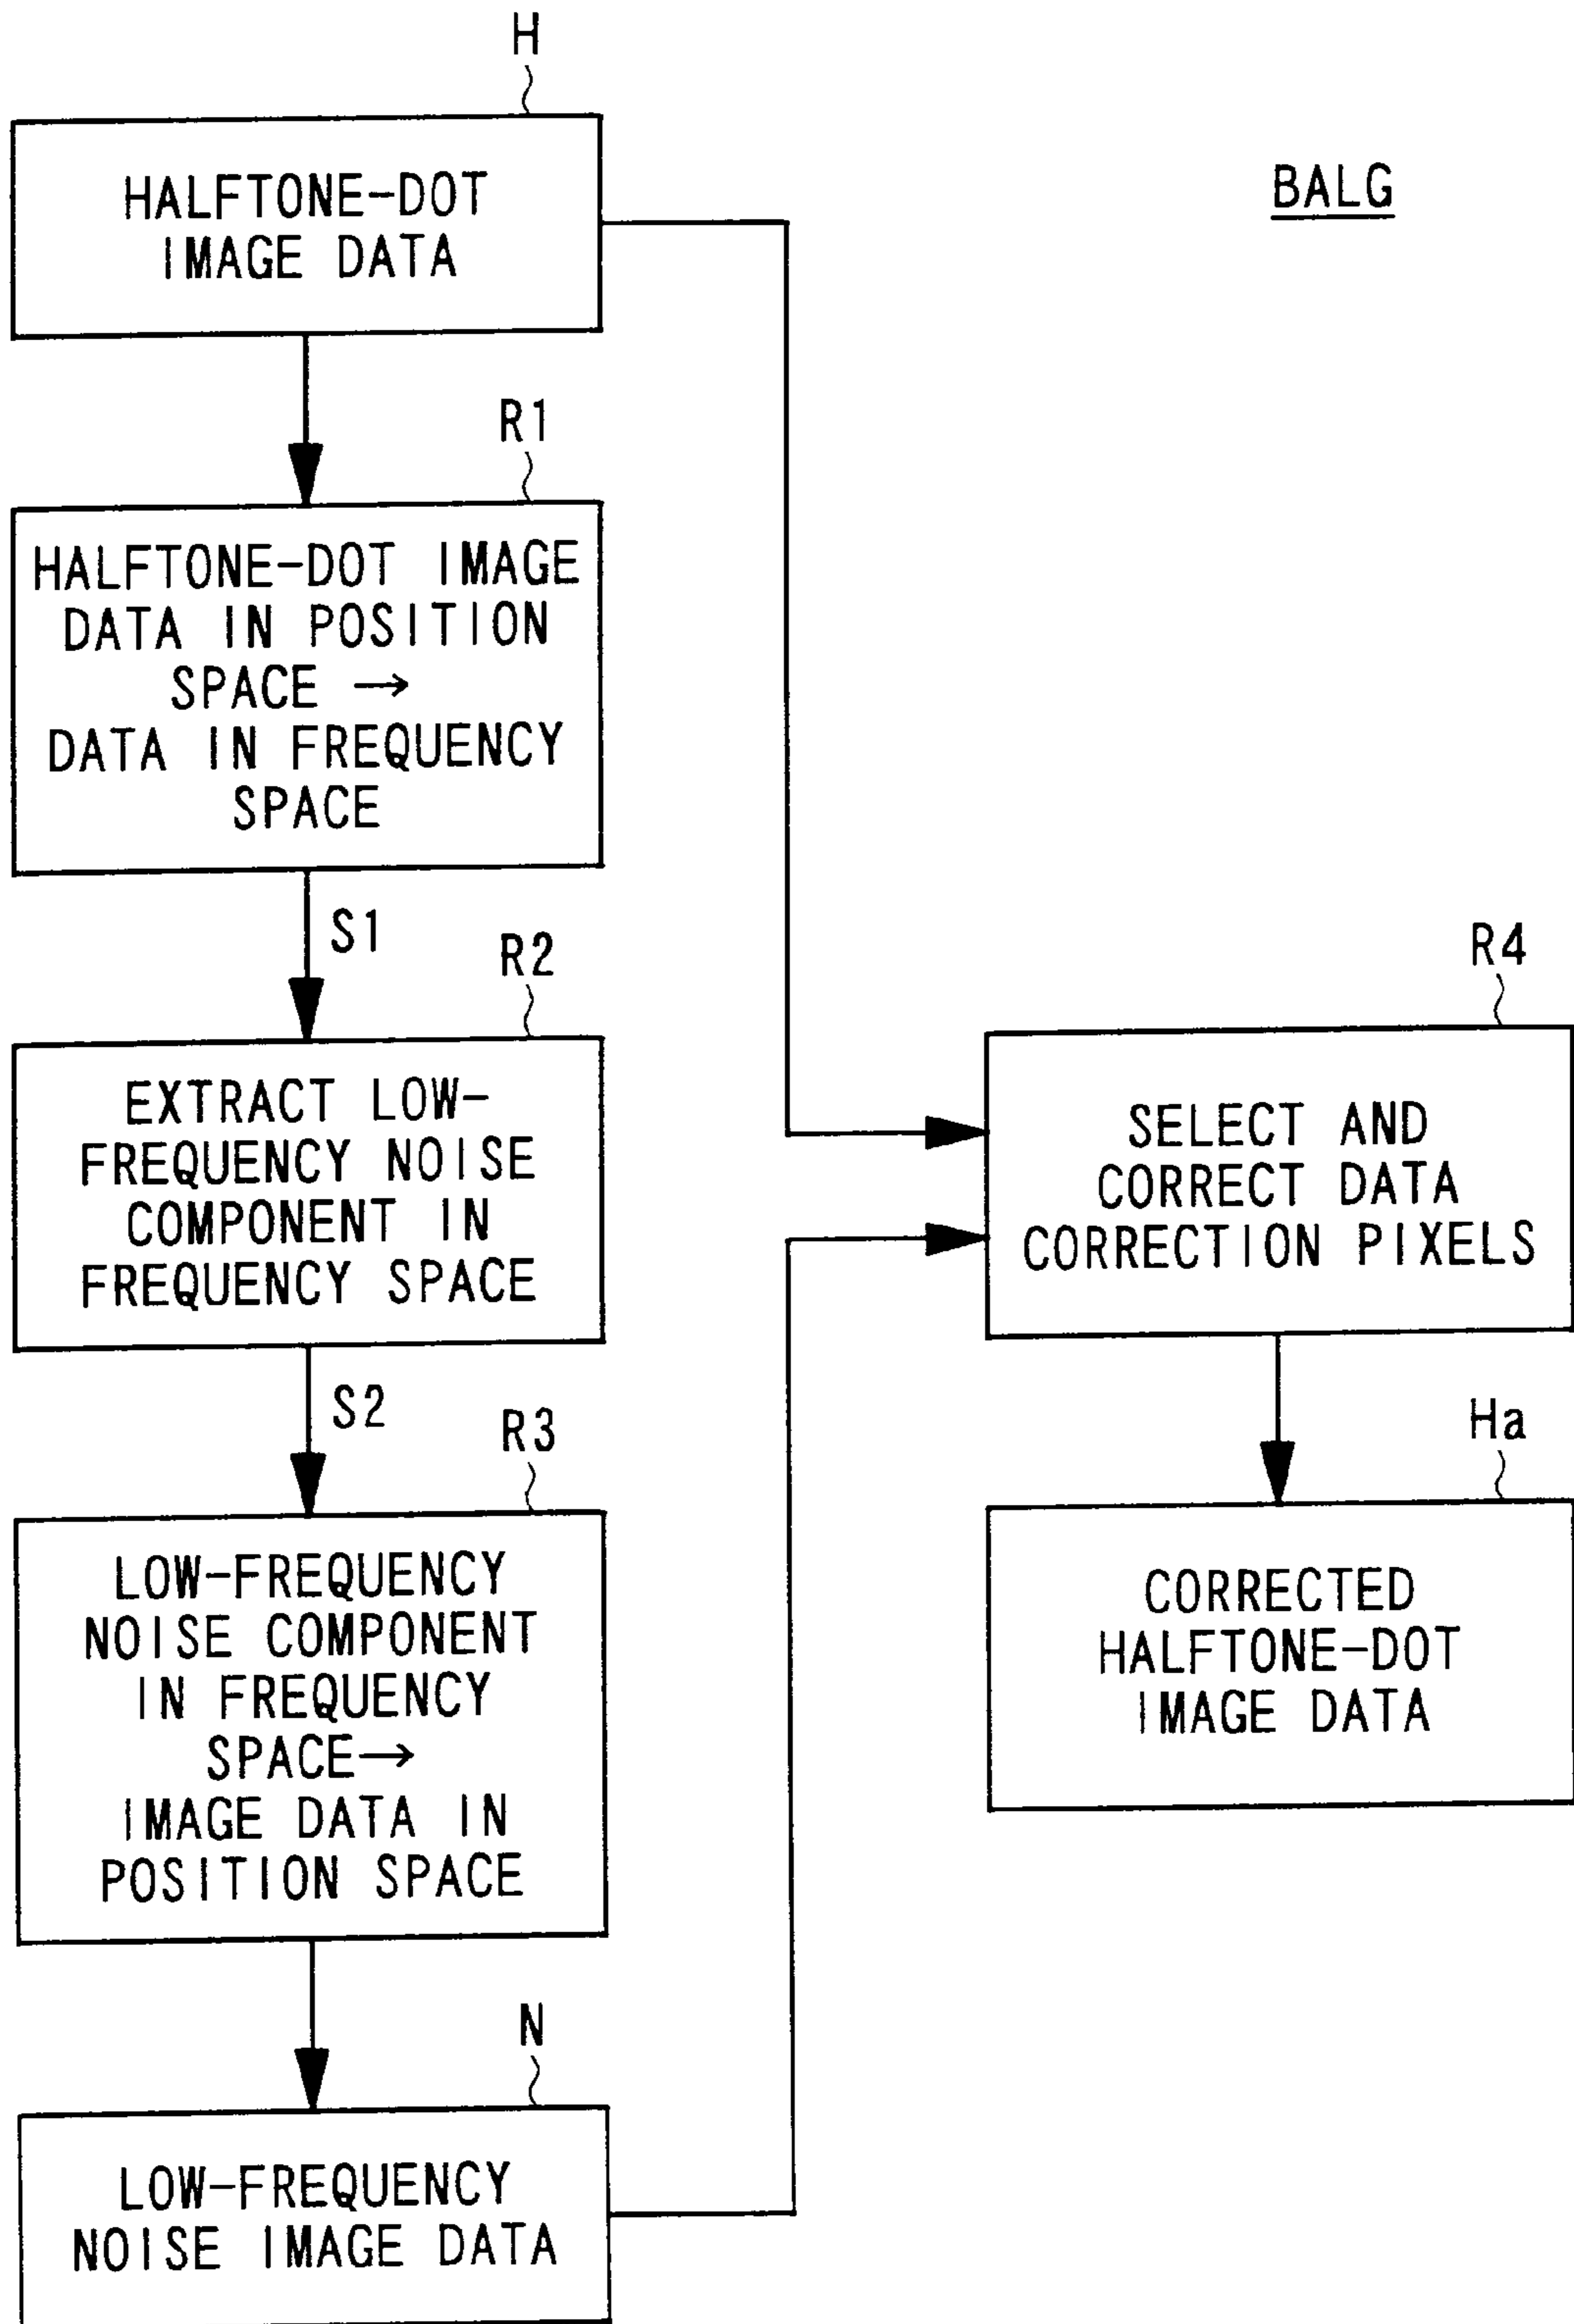 H
HALFTONE-DOT
IMAGE DATA
BALG
R1
HALFTONE-DOT IMAGE
DATA IN POSITION
SPACE →
DATA IN FREQUENCY
SPACE
S1
R2
EXTRACT LOW-
FREQUENCY NOISE
COMPONENT IN
FREQUENCY SPACE
S2
R3
LOW-FREQUENCY
NOISE COMPONENT
IN FREQUENCY
SPACE→
IMAGE DATA IN
POSITION SPACE
N
LOW-FREQUENCY
NOISE IMAGE DATA
R4
SELECT AND
CORRECT DATA
CORRECTION PIXELS
Ha
CORRECTED
HALFTONE-DOT
IMAGE DATA